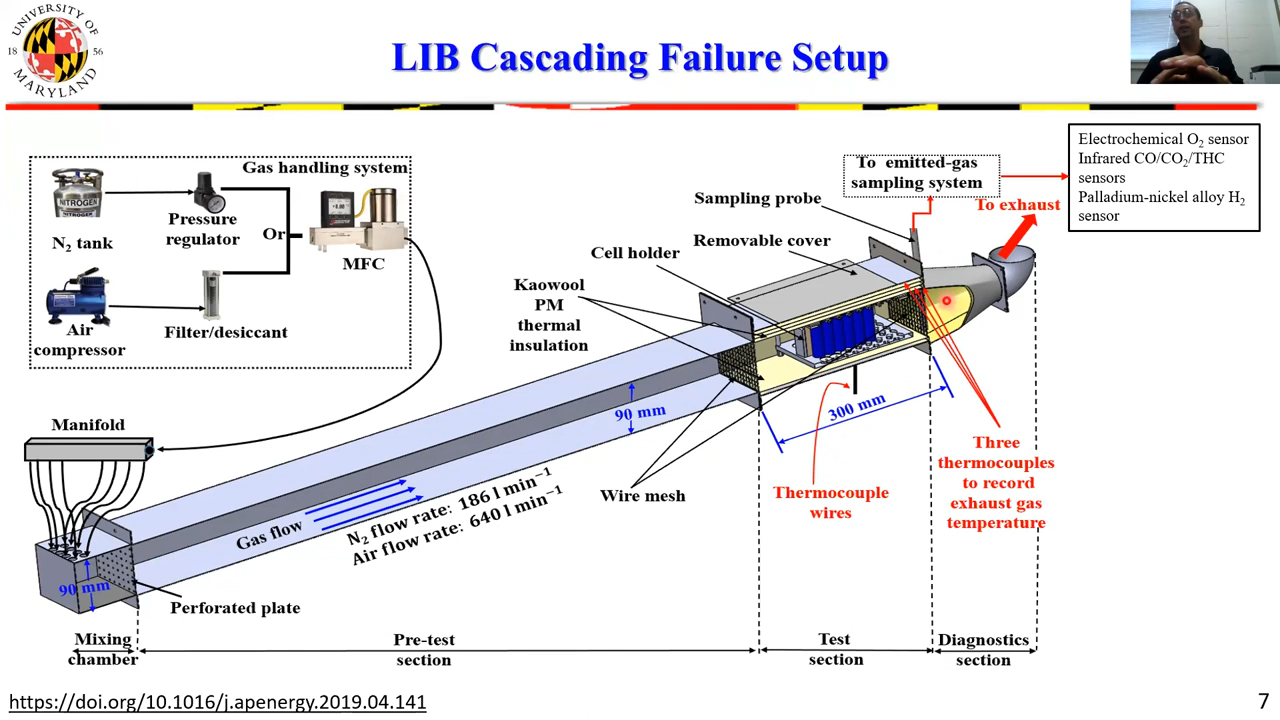 UNIVERSITY OF
18 56
MARYLAND
LIB Cascading Failure Setup
Gas handling system
NITROGEN
N₂ tank
Pressure
regulator
Or
MFC
Air
compressor
Filter/desiccant
Manifold
90 mm
Perforated plate
Mixing
chamber
Gas flow
N₂ flow rate: 186 l min⁻¹
Air flow rate: 640 l min⁻¹
Pre-test
section
90 mm
Wire mesh
Kaowool
PM
thermal
insulation
Cell holder
Removable cover
Sampling probe
To emitted-gas
sampling system
To exhaust
Electrochemical O₂ sensor
Infrared CO/CO₂/THC
sensors
Palladium-nickel alloy H₂
sensor
300 mm
Thermocouple
wires
Three
thermocouples
to record
exhaust gas
temperature
Test
section
Diagnostics
section
https://doi.org/10.1016/j.apenergy.2019.04.141
7